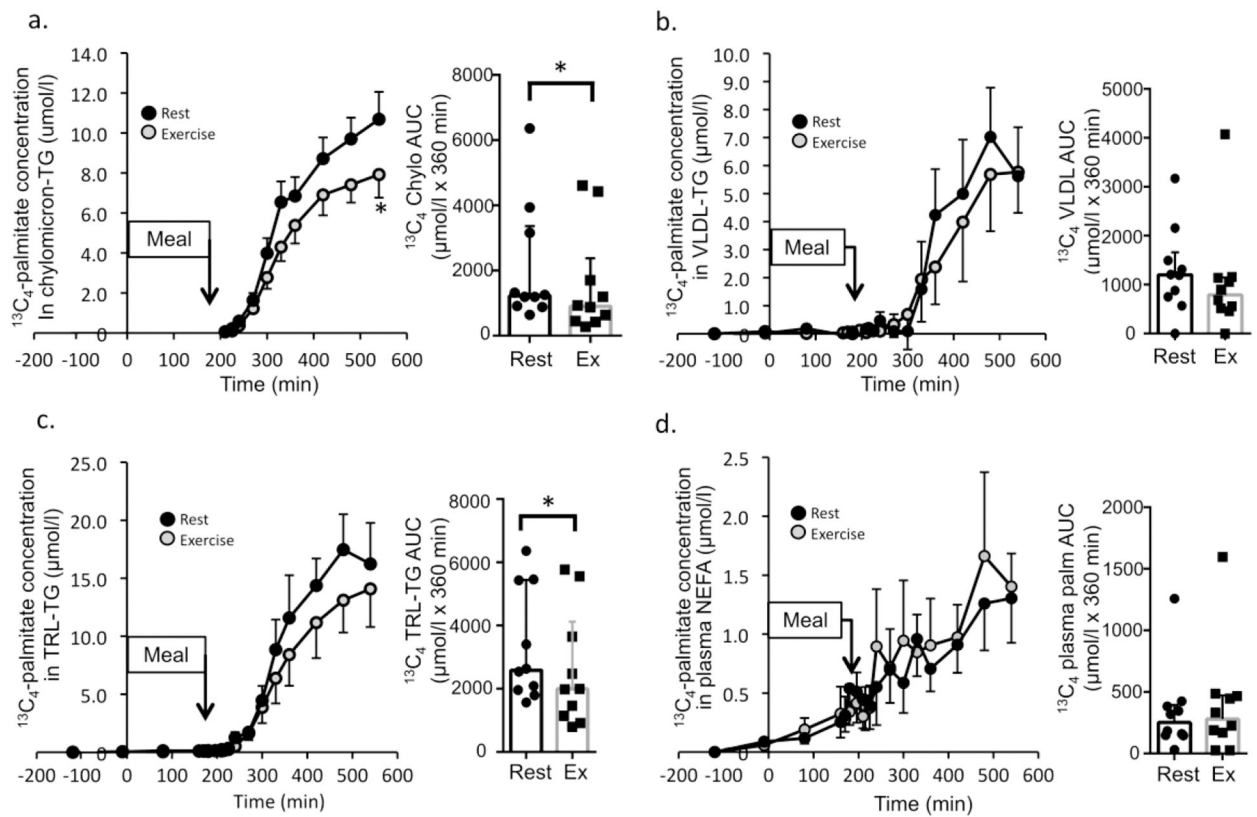 a.
¹³C₄-palmitate concentration
In chylomicron-TG (umol/l)
14.0
12.0
10.0
8.0
6.0
4.0
2.0
0
Rest
Exercise
Meal
*
-200 -100 0 100 200 300 400 500 600
Time (min)
¹³C₄ Chylo AUC
(µmol/l x 360 min)
8000
6000
4000
2000
0
*
Rest Ex
b.
¹³C₄-palmitate concentration
in VLDL-TG (µmol/l)
10.0
9.0
8.0
7.0
6.0
5.0
4.0
3.0
2.0
1.0
0
Rest
Exercise
Meal
-200 -100 0 100 200 300 400 500 600
Time (min)
¹³C₄ VLDL AUC
(µmol/l x 360 min)
5000
4000
3000
2000
1000
0
Rest Ex
c.
¹³C₄-palmitate concentration
in TRL-TG (µmol/l)
25.0
20.0
15.0
10.0
5.0
0
Rest
Exercise
Meal
-200 -100 0 100 200 300 400 500 600
Time (min)
¹³C₄ TRL-TG AUC
(µmol/l x 360 min)
8000
6000
4000
2000
0
*
Rest Ex
d.
¹³C₄-palmitate concentration
in plasma NEFA (µmol/l)
2.5
2.0
1.5
1.0
0.5
0
Rest
Exercise
Meal
-200 -100 0 100 200 300 400 500 600
Time (min)
¹³C₄ plasma palm AUC
(µmol/l x 360 min)
2000
1500
1000
500
0
Rest Ex